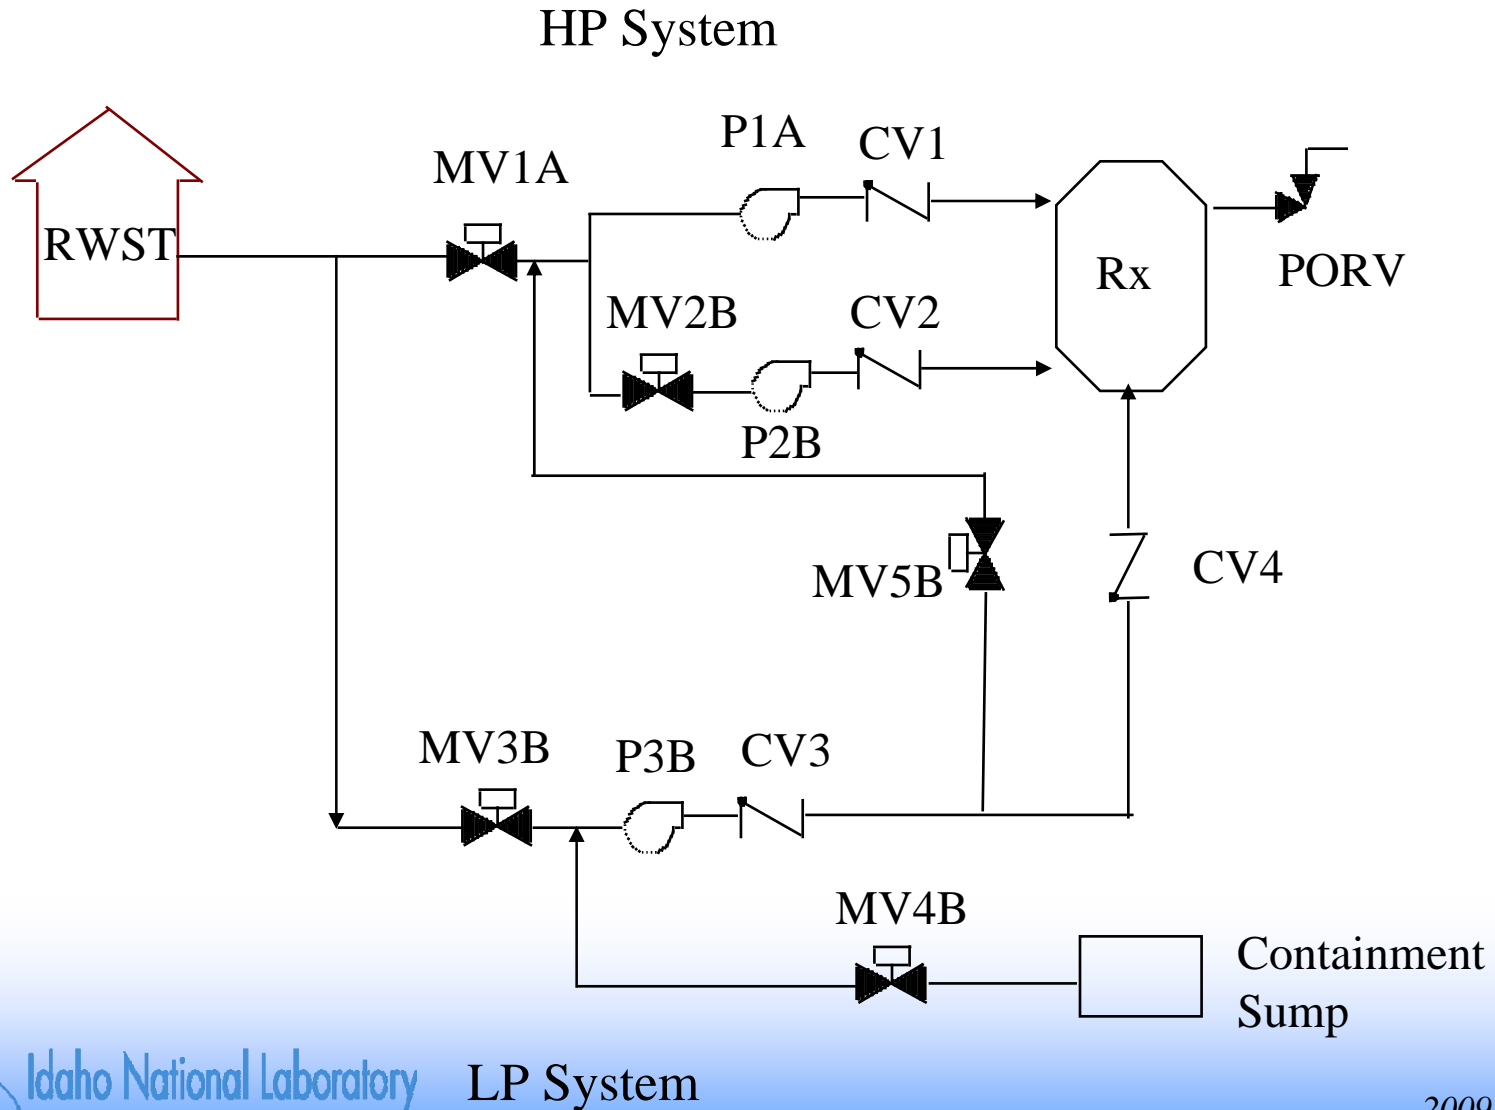 HP System
P1A
CV1
MV1A
RWST
Rx
PORV
MV2B
CV2
P2B
MV5B
CV4
MV3B
P3B
CV3
MV4B
Containment
Sump
Idaho National Laboratory
LP System
2009